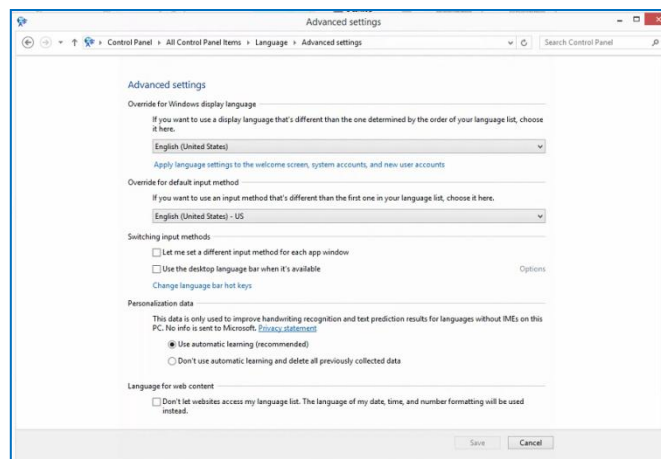 Advanced settings
Control Panel ▸ All Control Panel Items ▸ Language ▸ Advanced settings
Search Control Panel
Advanced settings
Override for Windows display language
If you want to use a display language that's different than the one determined by the order of your language list, choose
it here.
English (United States)
Apply language settings to the welcome screen, system accounts, and new user accounts
Override for default input method
If you want to use an input method that's different than the first one in your language list, choose it here.
English (United States) - US
Switching input methods
Let me set a different input method for each app window
Use the desktop language bar when it's available
Options
Change language bar hot keys
Personalization data
This data is only used to improve handwriting recognition and text prediction results for languages without IMEs on this
PC. No info is sent to Microsoft. Privacy statement
Use automatic learning (recommended)
Don't use automatic learning and delete all previously collected data
Language for web content
Don't let websites access my language list. The language of my date, time, and number formatting will be used
instead.
Save
Cancel